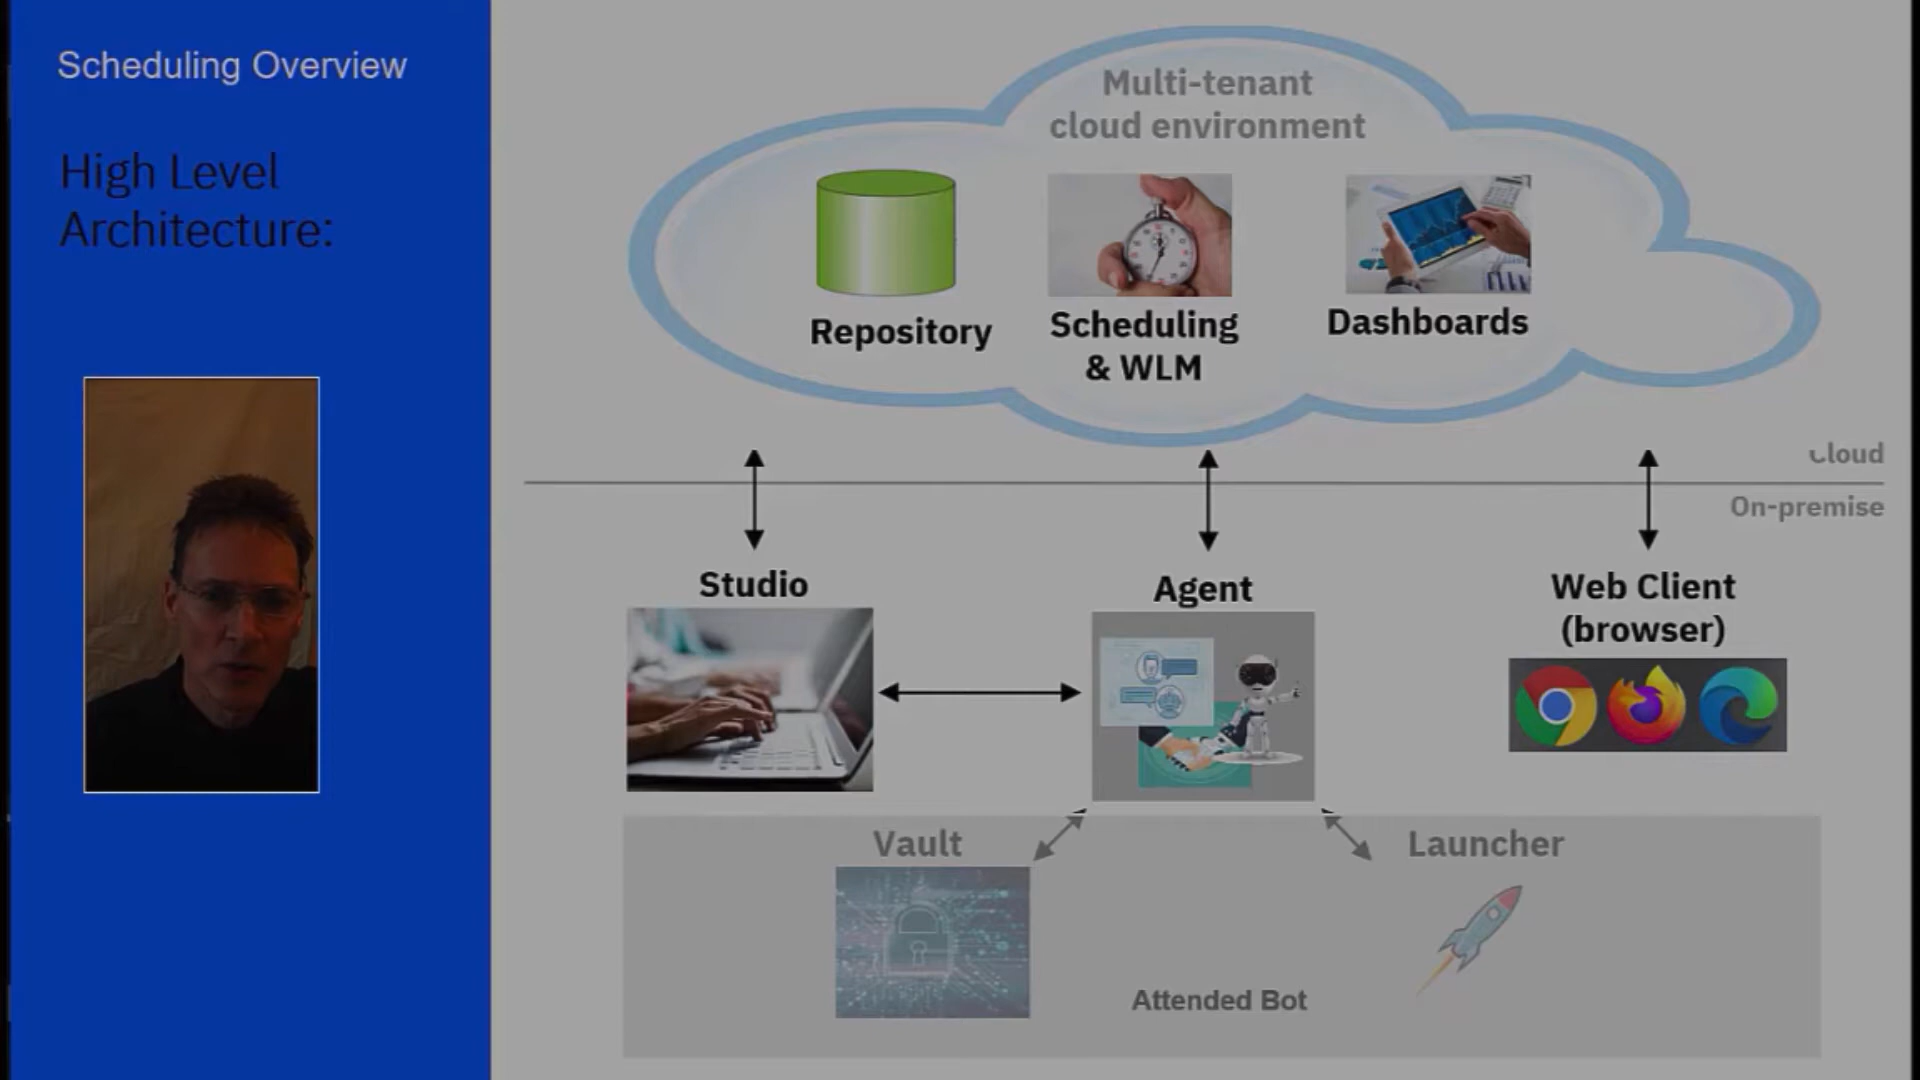 Scheduling Overview
High Level
Architecture:
Multi-tenant
cloud environment
Repository
Scheduling
& WLM
Dashboards
Cloud
On-premise
Studio
Agent
Web Client
(browser)
Vault
Launcher
Attended Bot